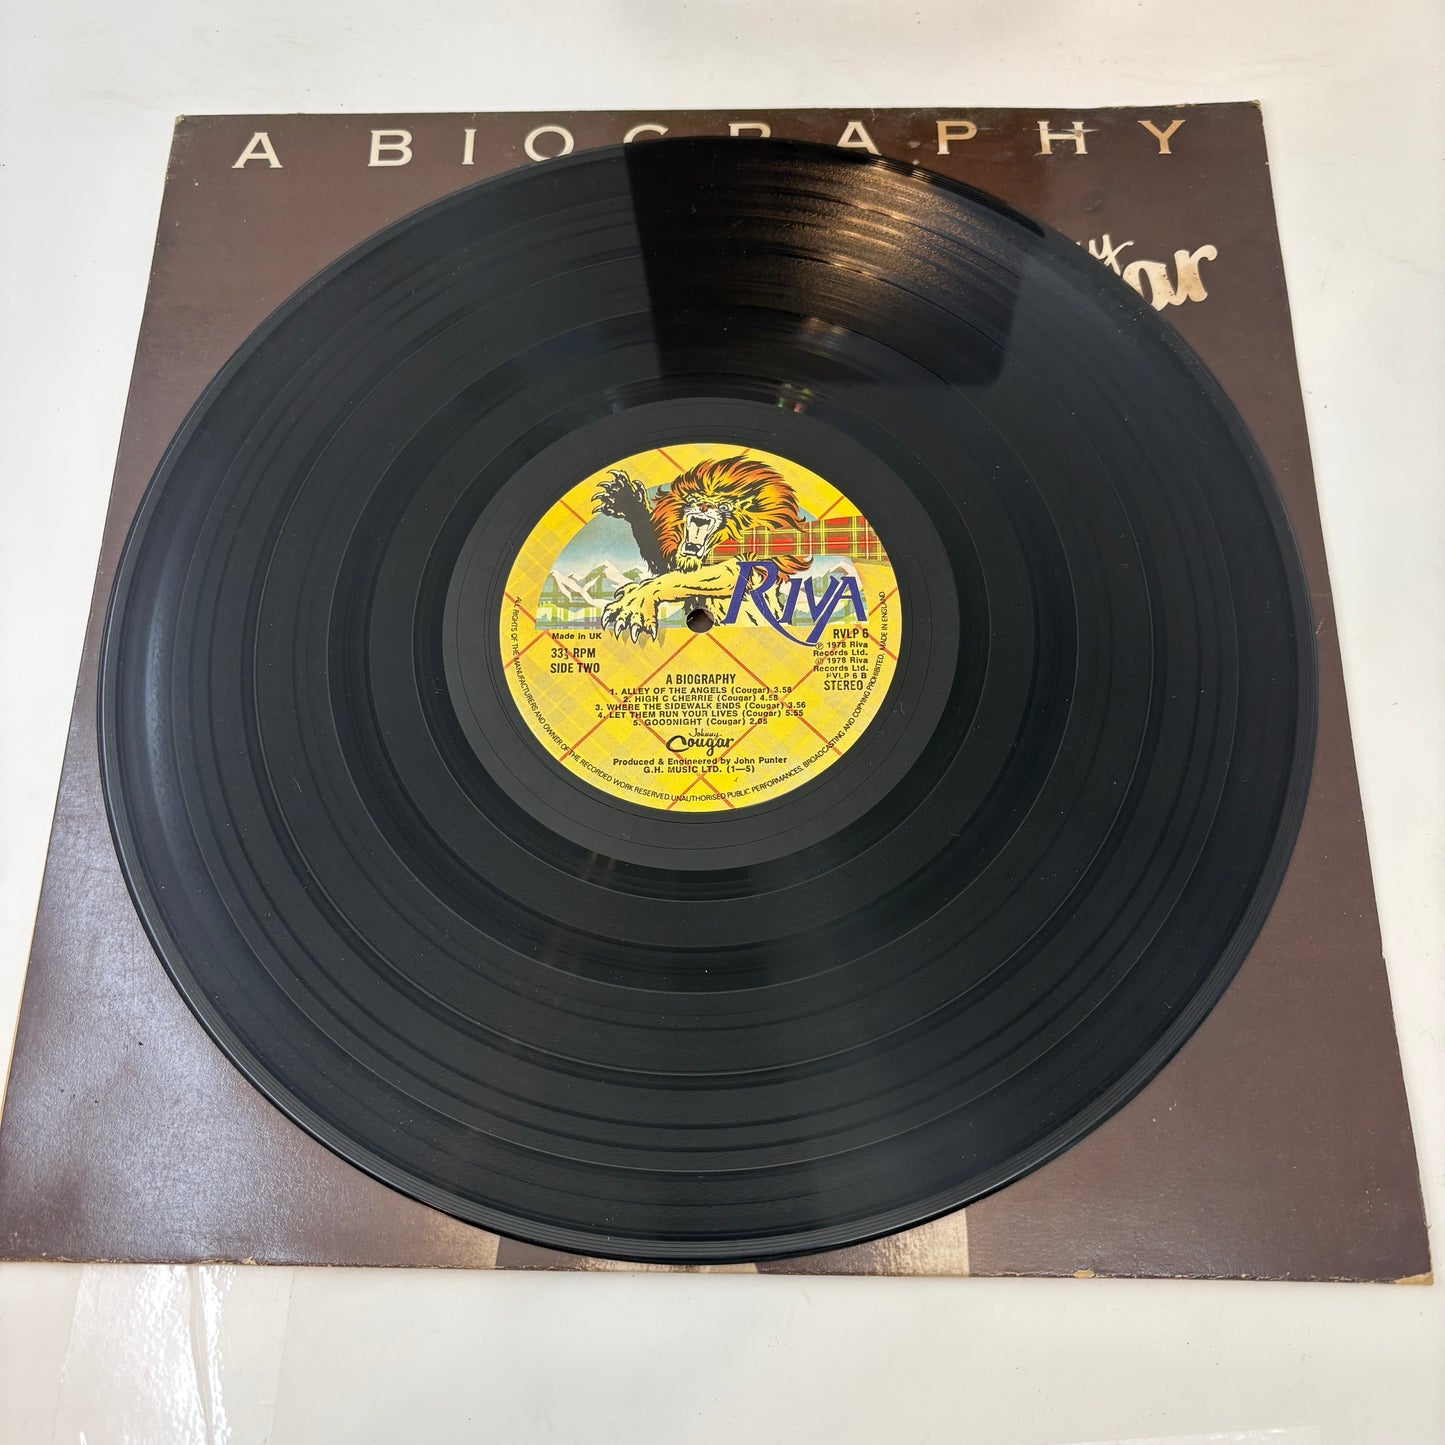 A BIOGRAPHY
RIVA
Made in UK
33⅓ RPM
SIDE TWO
RVLP 6
℗ 1978 Riva
Records Ltd.
© 1978 Riva
Records Ltd.
RVLP 6 B
STEREO
A BIOGRAPHY
1. ALLEY OF THE ANGELS (Cougar) 3.58
2. HIGH C CHERRIE (Cougar) 4.58
3. WHERE THE SIDEWALK ENDS (Cougar) 3.56
4. LET THEM RUN YOUR LIVES (Cougar) 5.55
5. GOODNIGHT (Cougar) 2.05
Johnny
Cougar
Produced & Engineered by John Punter
G.H. MUSIC LTD. (1—5)
ALL RIGHTS OF THE MANUFACTURERS AND OWNER OF THE RECORDED WORK RESERVED. UNAUTHORISED PUBLIC PERFORMANCES, BROADCASTING AND COPYING PROHIBITED. MADE IN ENGLAND